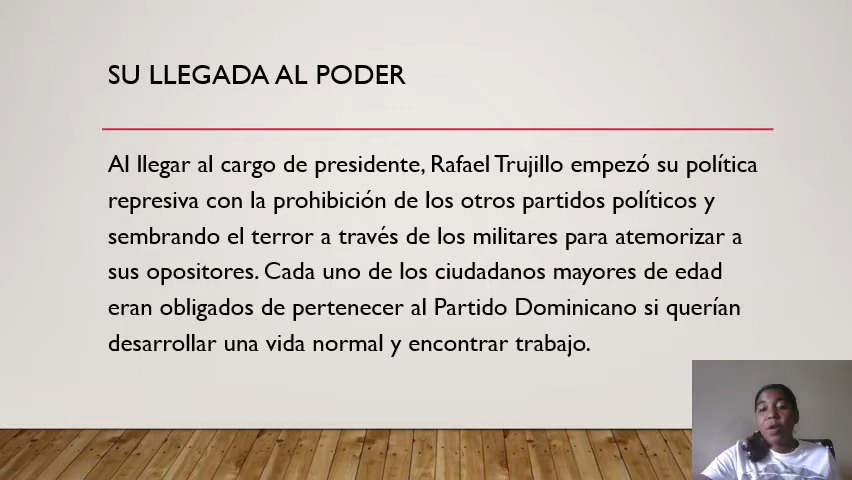 SU LLEGADA AL PODER
Al llegar al cargo de presidente, Rafael Trujillo empezó su política
represiva con la prohibición de los otros partidos políticos y
sembrando el terror a través de los militares para atemorizar a
sus opositores. Cada uno de los ciudadanos mayores de edad
eran obligados de pertenecer al Partido Dominicano si querían
desarrollar una vida normal y encontrar trabajo.